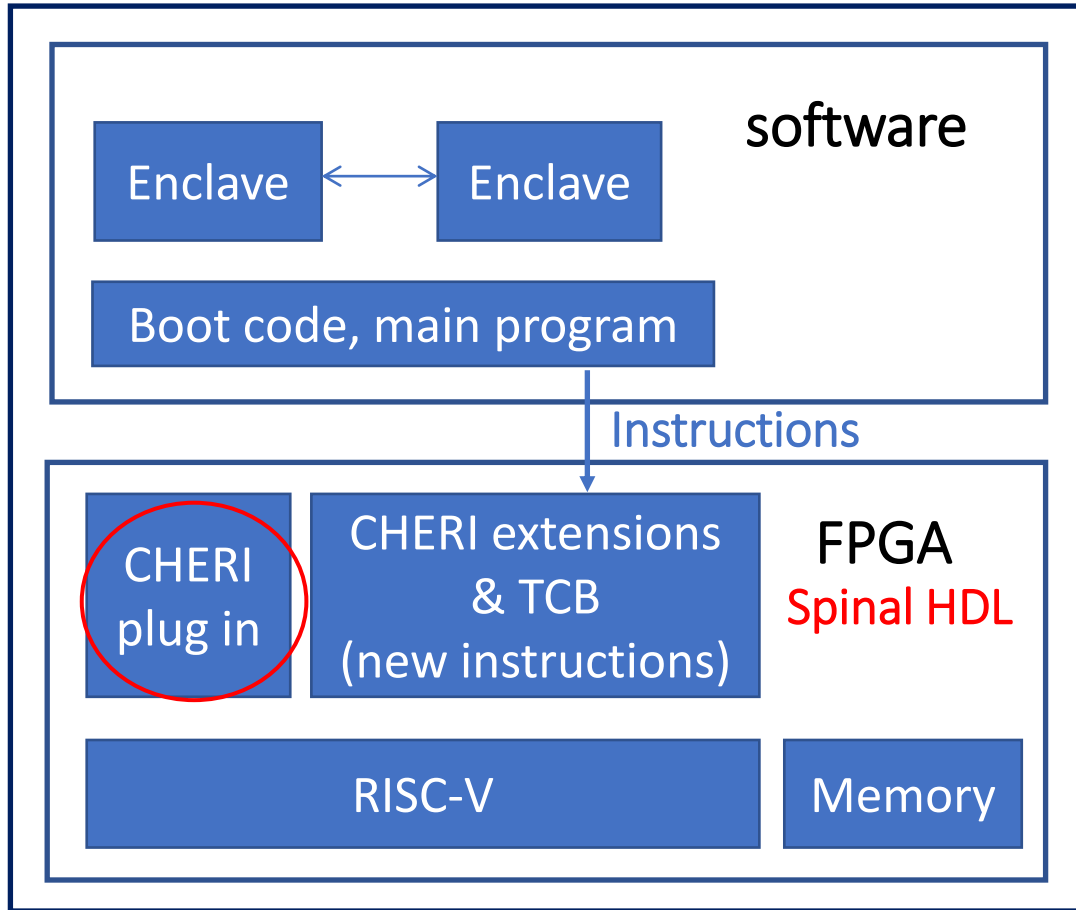 software
Enclave
Enclave
Boot code, main program
Instructions
CHERI
plug in
CHERI extensions
& TCB
(new instructions)
FPGA
Spinal HDL
RISC-V
Memory